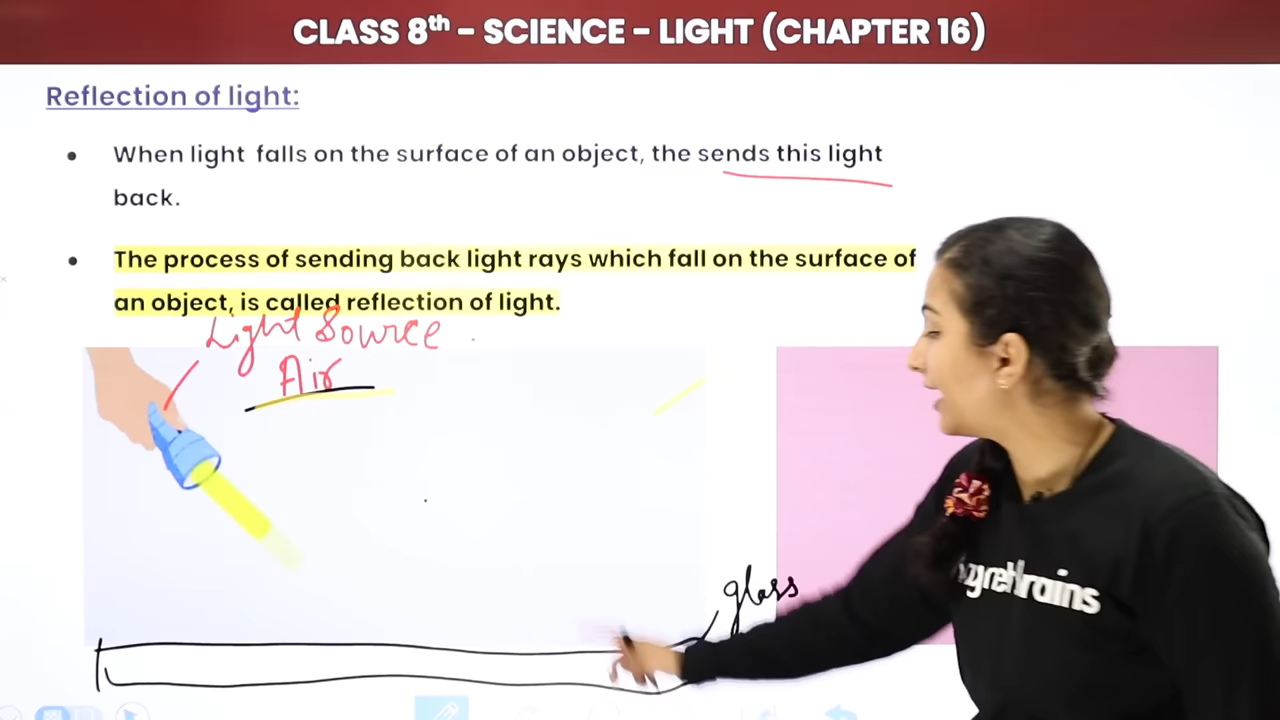 CLASS 8th - SCIENCE - LIGHT (CHAPTER 16)
Reflection of light:
• When light falls on the surface of an object, the sends this light
back.
• The process of sending back light rays which fall on the surface of
an object, is called reflection of light.
Light Source
Air
glass